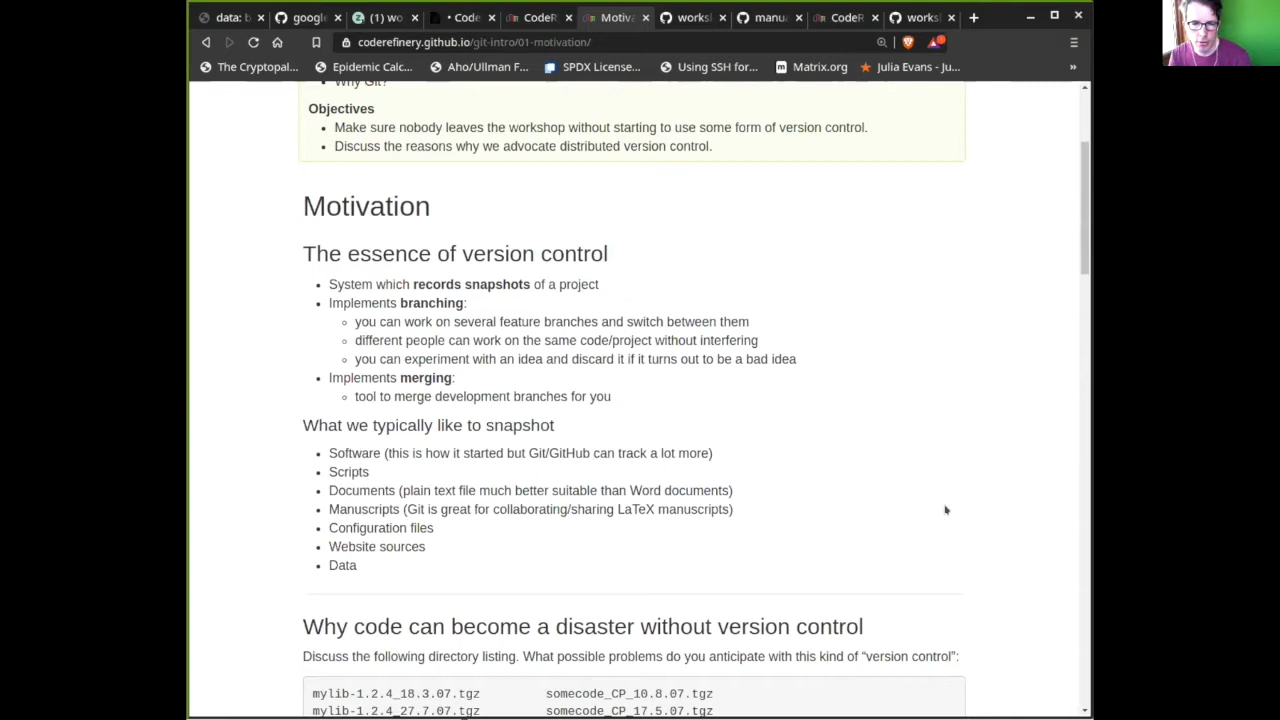 data: b
google
(1) wo
• Code
CodeR
Motiva
works
manu
CodeR
works
coderefinery.github.io/git-intro/01-motivation/
The Cryptopal...
Epidemic Calc...
Aho/Ullman F...
SPDX License...
Using SSH for...
Matrix.org
Julia Evans - Ju...
»
Why Git?
Objectives
Make sure nobody leaves the workshop without starting to use some form of version control.
Discuss the reasons why we advocate distributed version control.
Motivation
The essence of version control
System which records snapshots of a project
Implements branching:
you can work on several feature branches and switch between them
different people can work on the same code/project without interfering
you can experiment with an idea and discard it if it turns out to be a bad idea
Implements merging:
tool to merge development branches for you
What we typically like to snapshot
Software (this is how it started but Git/GitHub can track a lot more)
Scripts
Documents (plain text file much better suitable than Word documents)
Manuscripts (Git is great for collaborating/sharing LaTeX manuscripts)
Configuration files
Website sources
Data
Why code can become a disaster without version control
Discuss the following directory listing. What possible problems do you anticipate with this kind of “version control”:
mylib-1.2.4_18.3.07.tgz somecode_CP_10.8.07.tgz
mylib-1.2.4_27.7.07.tgz somecode_CP_17.5.07.tgz